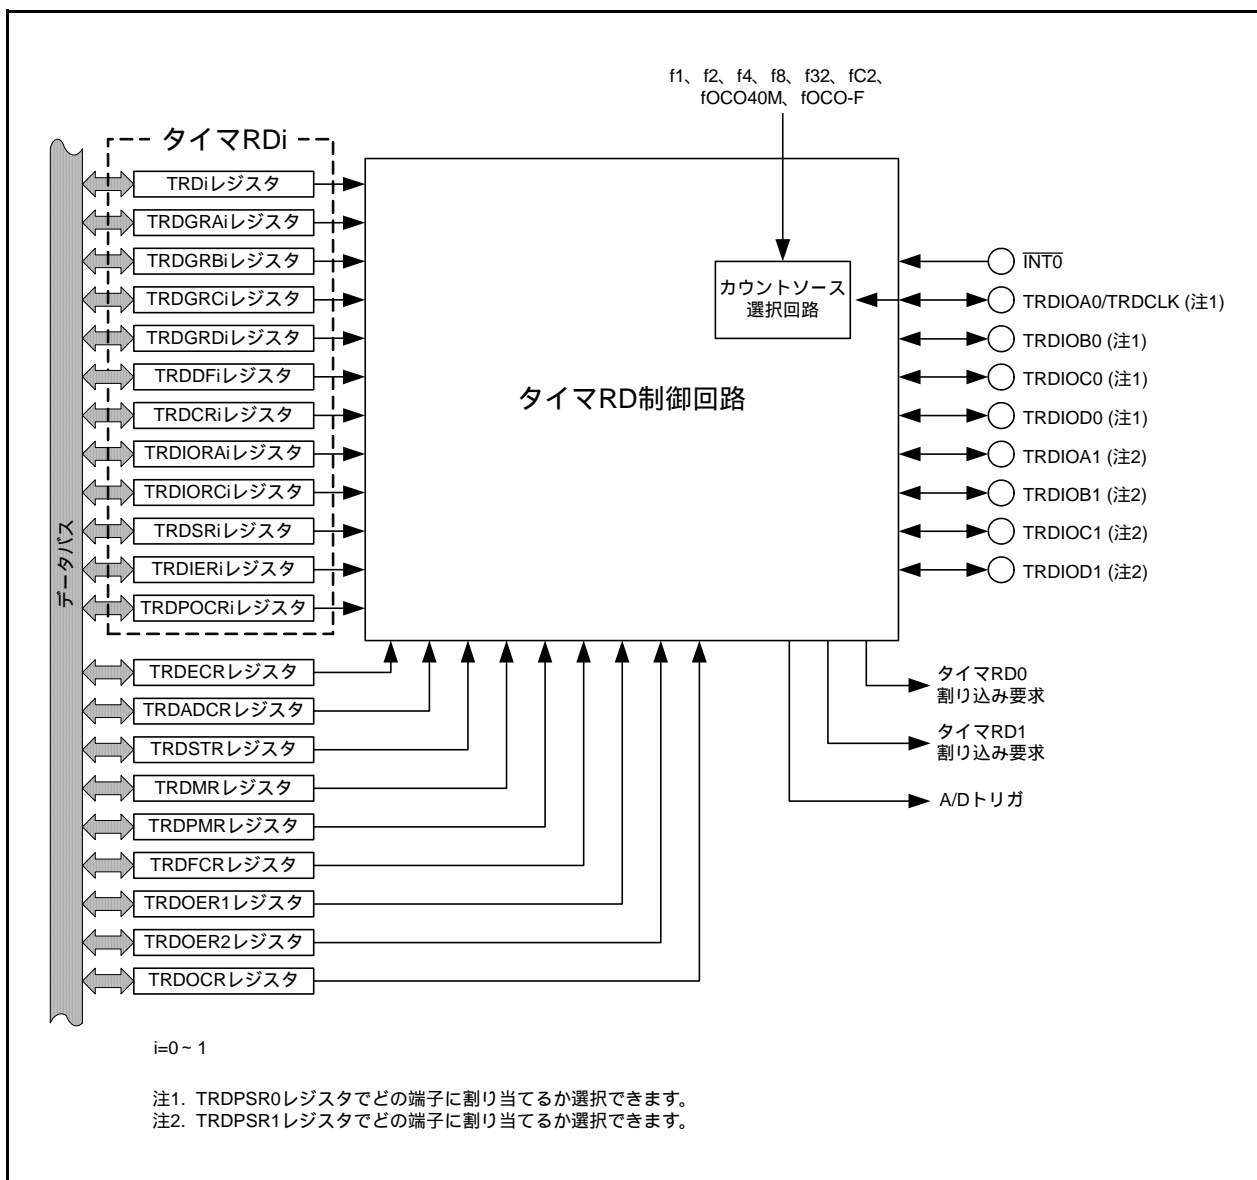 f1、f2、f4、f8、f32、fC2、
fOCO40M、fOCO-F
タイマRDi
TRDiレジスタ
TRDGRAiレジスタ
TRDGRBiレジスタ
TRDGRCiレジスタ
TRDGRDiレジスタ
TRDDFiレジスタ
TRDCRiレジスタ
TRDIORAiレジスタ
TRDIORCiレジスタ
TRDSRiレジスタ
TRDIERiレジスタ
TRDPOCRiレジスタ
データバス
カウントソース
選択回路
タイマRD制御回路
INT0
TRDIOA0/TRDCLK (注1)
TRDIOB0 (注1)
TRDIOC0 (注1)
TRDIOD0 (注1)
TRDIOA1 (注2)
TRDIOB1 (注2)
TRDIOC1 (注2)
TRDIOD1 (注2)
TRDECRレジスタ
TRDADCRレジスタ
TRDSTRレジスタ
TRDMRレジスタ
TRDPMRレジスタ
TRDFCRレジスタ
TRDOER1レジスタ
TRDOER2レジスタ
TRDOCRレジスタ
タイマRD0
割り込み要求
タイマRD1
割り込み要求
A/Dトリガ
i=0～1
注1. TRDPSR0レジスタでどの端子に割り当てるか選択できます。
注2. TRDPSR1レジスタでどの端子に割り当てるか選択できます。